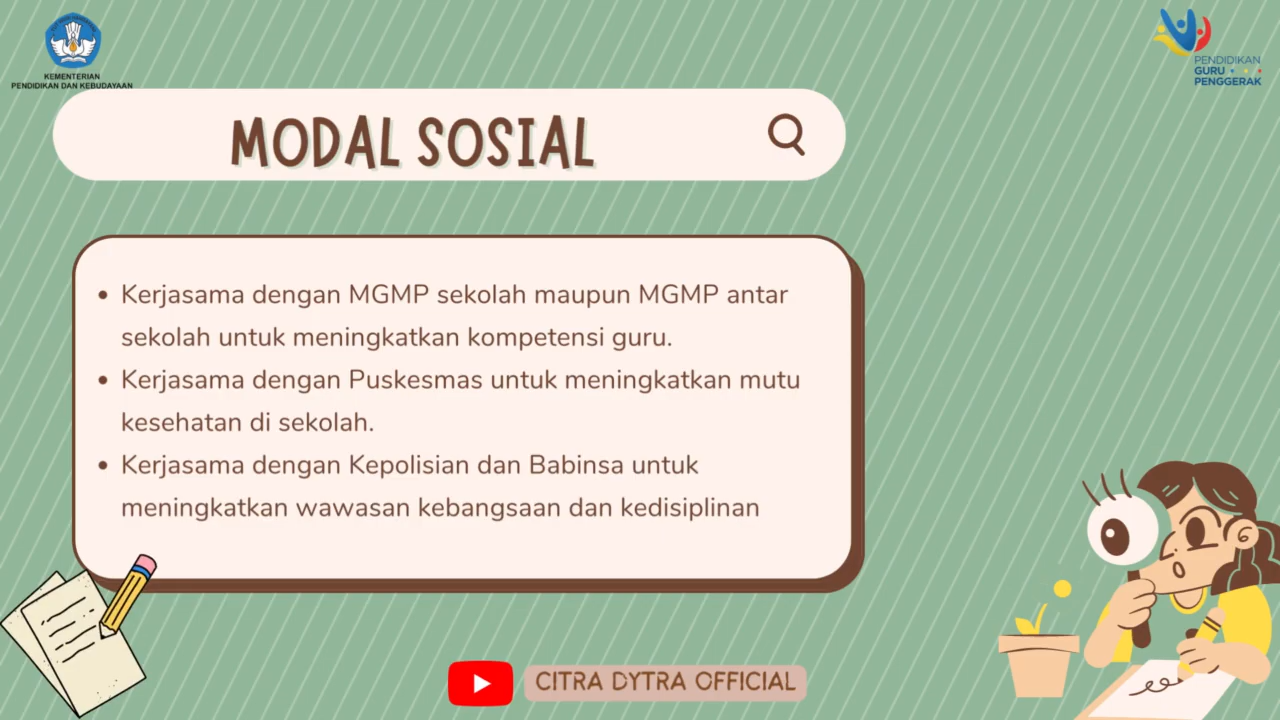 KEMENTERIAN
PENDIDIKAN DAN KEBUDAYAAN
PENDIDIKAN
GURU
PENGGERAK
MODAL SOSIAL
• Kerjasama dengan MGMP sekolah maupun MGMP antar
sekolah untuk meningkatkan kompetensi guru.
• Kerjasama dengan Puskesmas untuk meningkatkan mutu
kesehatan di sekolah.
• Kerjasama dengan Kepolisian dan Babinsa untuk
meningkatkan wawasan kebangsaan dan kedisiplinan
CITRA DYTRA OFFICIAL